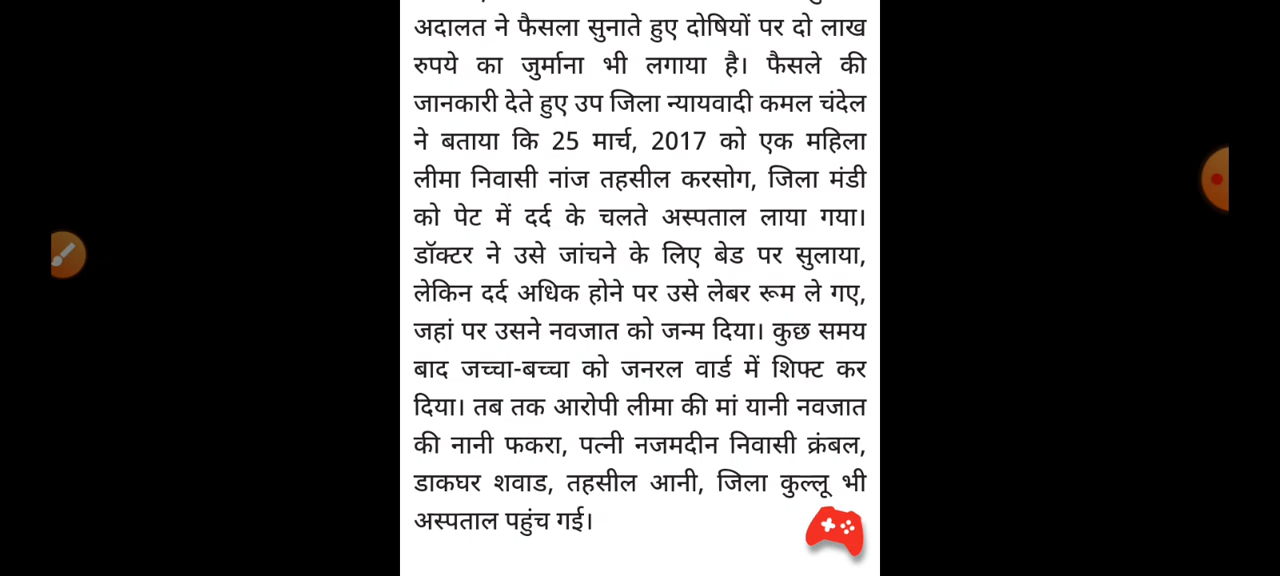 अदालत ने फैसला सुनाते हुए दोषियों पर दो लाख
रुपये का जुर्माना भी लगाया है। फैसले की
जानकारी देते हुए उप जिला न्यायवादी कमल चंदेल
ने बताया कि 25 मार्च, 2017 को एक महिला
लीमा निवासी नांज तहसील करसोग, जिला मंडी
को पेट में दर्द के चलते अस्पताल लाया गया।
डॉक्टर ने उसे जांचने के लिए बेड पर सुलाया,
लेकिन दर्द अधिक होने पर उसे लेबर रूम ले गए,
जहां पर उसने नवजात को जन्म दिया। कुछ समय
बाद जच्चा-बच्चा को जनरल वार्ड में शिफ्ट कर
दिया। तब तक आरोपी लीमा की मां यानी नवजात
की नानी फकरा, पत्नी नजमदीन निवासी क्रंबल,
डाकघर शवाड, तहसील आनी, जिला कुल्लू भी
अस्पताल पहुंच गई।